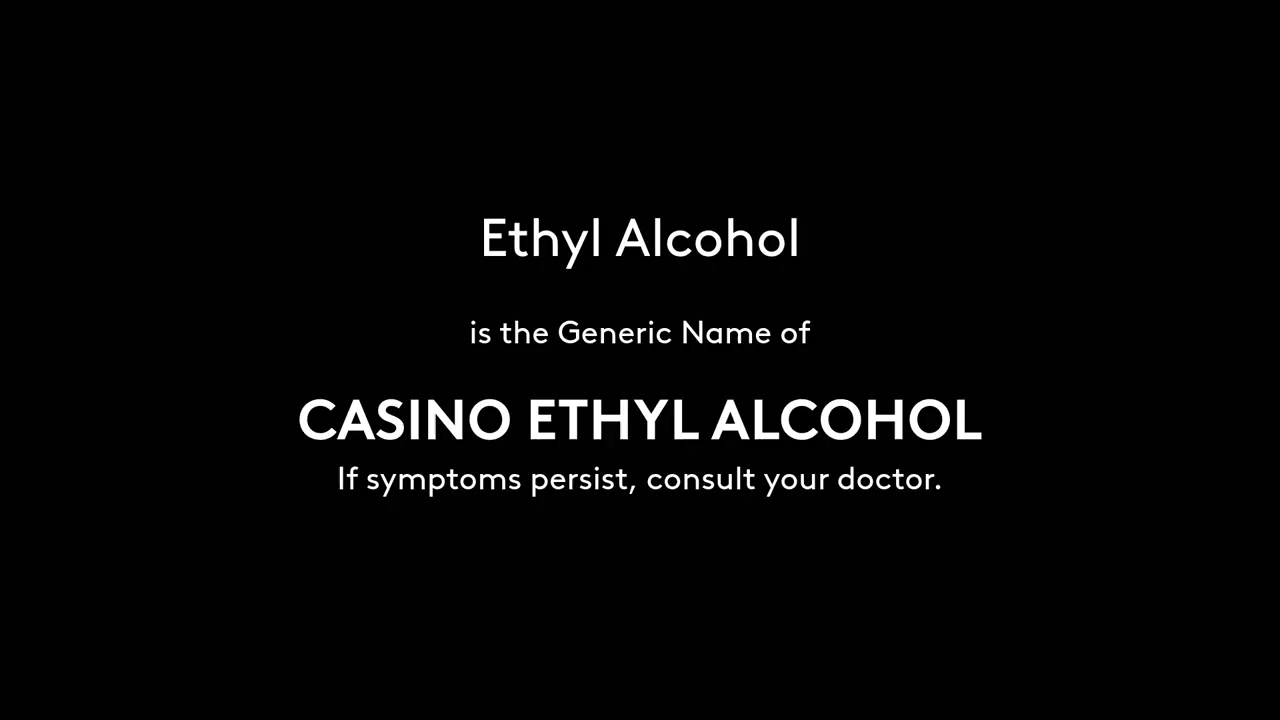 Ethyl Alcohol
is the Generic Name of
CASINO ETHYL ALCOHOL
If symptoms persist, consult your doctor.